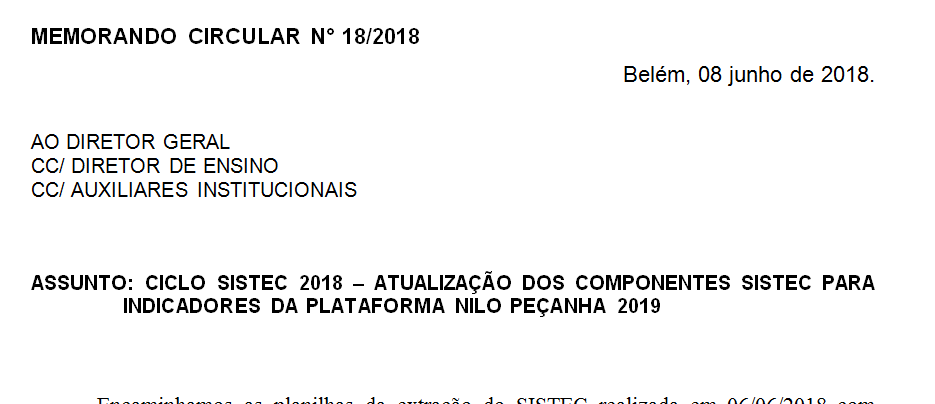 MEMORANDO CIRCULAR N° 18/2018
Belém, 08 junho de 2018.
AO DIRETOR GERAL
CC/ DIRETOR DE ENSINO
CC/ AUXILIARES INSTITUCIONAIS
ASSUNTO: CICLO SISTEC 2018 – ATUALIZAÇÃO DOS COMPONENTES SISTEC PARA
INDICADORES DA PLATAFORMA NILO PEÇANHA 2019
Encaminhamos as planilhas da extração do SISTEC realizada em 06/06/2018 com